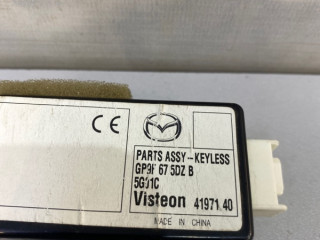 CE
PARTS ASSY-KEYLESS
GP9F 67 5DZ B
5G01C
Visteon 41971.40
MADE IN CHINA